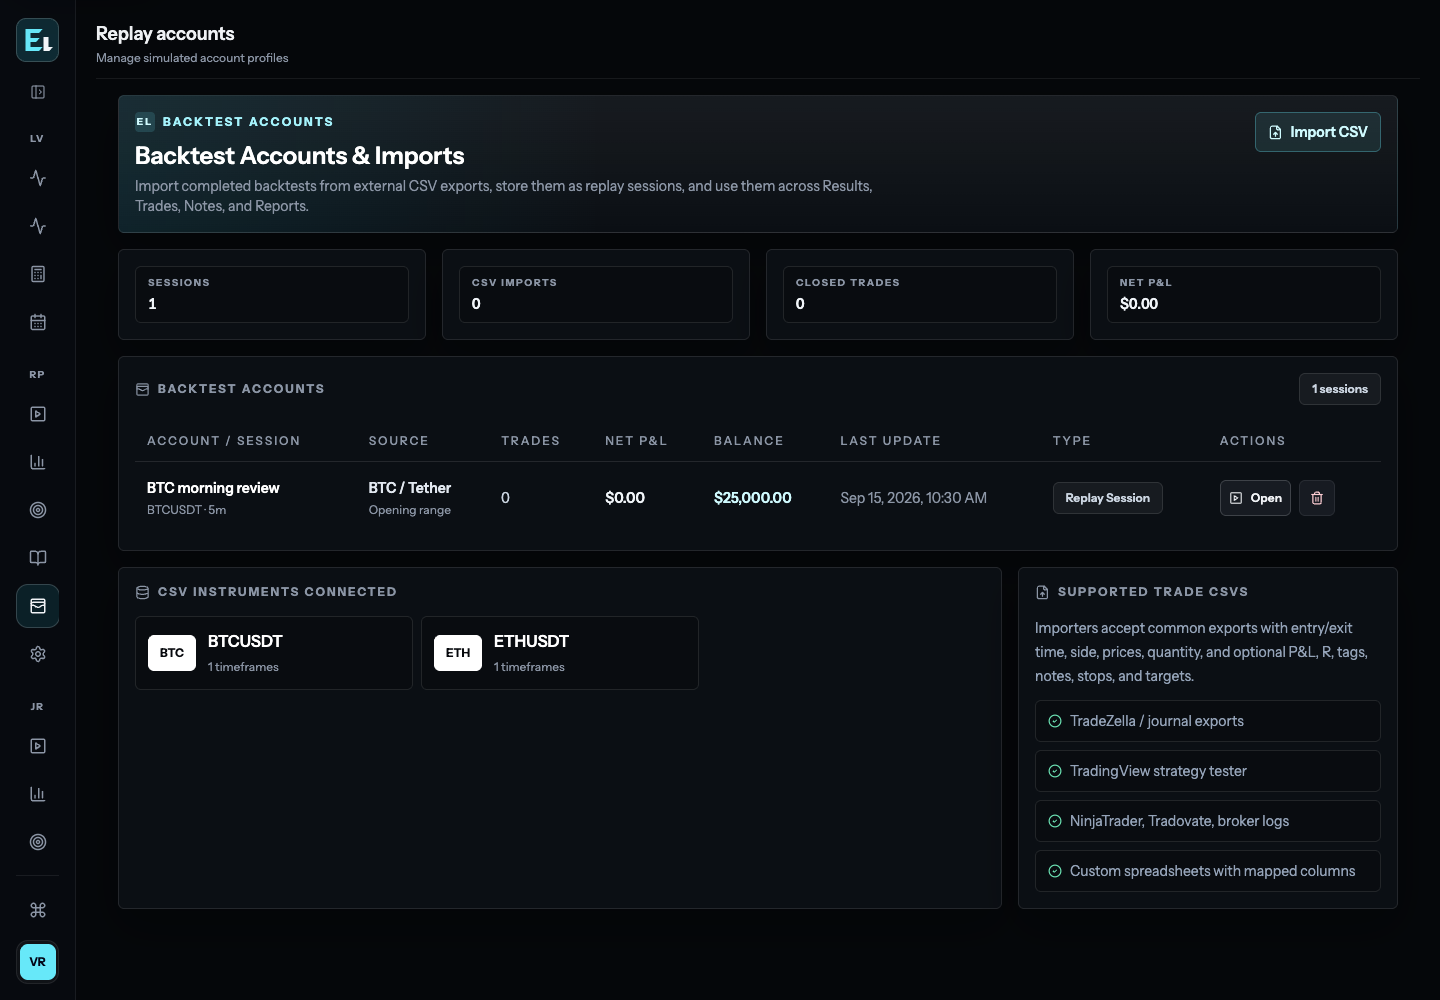 EL
Replay accounts
Manage simulated account profiles
LV
RP
JR
VR
EL BACKTEST ACCOUNTS
Backtest Accounts & Imports
Import completed backtests from external CSV exports, store them as replay sessions, and use them across Results,
Trades, Notes, and Reports.
Import CSV
SESSIONS
1
CSV IMPORTS
0
CLOSED TRADES
0
NET P&L
$0.00
BACKTEST ACCOUNTS
1 sessions
ACCOUNT / SESSION SOURCE TRADES NET P&L BALANCE LAST UPDATE TYPE ACTIONS
BTC morning review BTC / Tether 0 $0.00 $25,000.00 Sep 15, 2026, 10:30 AM Replay Session Open
BTCUSDT · 5m Opening range
CSV INSTRUMENTS CONNECTED
BTC
BTCUSDT
1 timeframes
ETH
ETHUSDT
1 timeframes
SUPPORTED TRADE CSVS
Importers accept common exports with entry/exit
time, side, prices, quantity, and optional P&L, R, tags,
notes, stops, and targets.
TradeZella / journal exports
TradingView strategy tester
NinjaTrader, Tradovate, broker logs
Custom spreadsheets with mapped columns